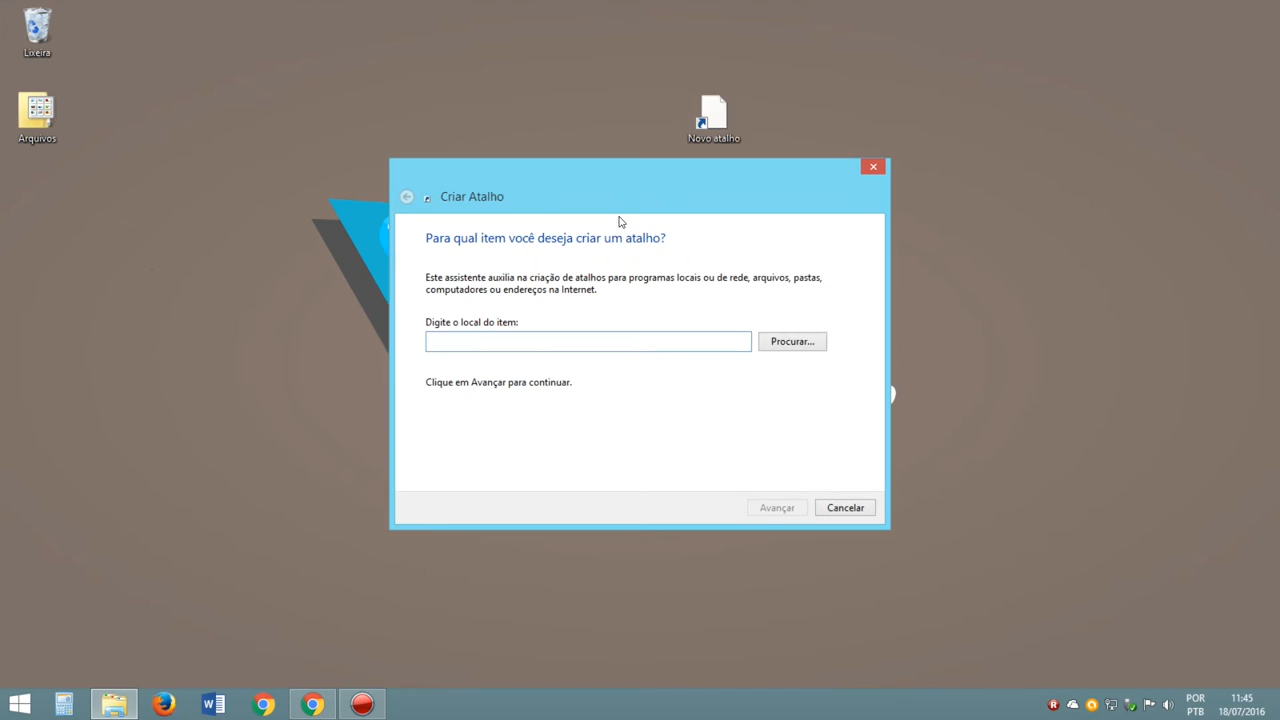 Lixeira
Arquivos
Novo atalho
Criar Atalho
Para qual item você deseja criar um atalho?
Este assistente auxilia na criação de atalhos para programas locais ou de rede, arquivos, pastas,
computadores ou endereços na Internet.
Digite o local do item:
Procurar...
Clique em Avançar para continuar.
Avançar
Cancelar
POR
PTB
11:45
18/07/2016